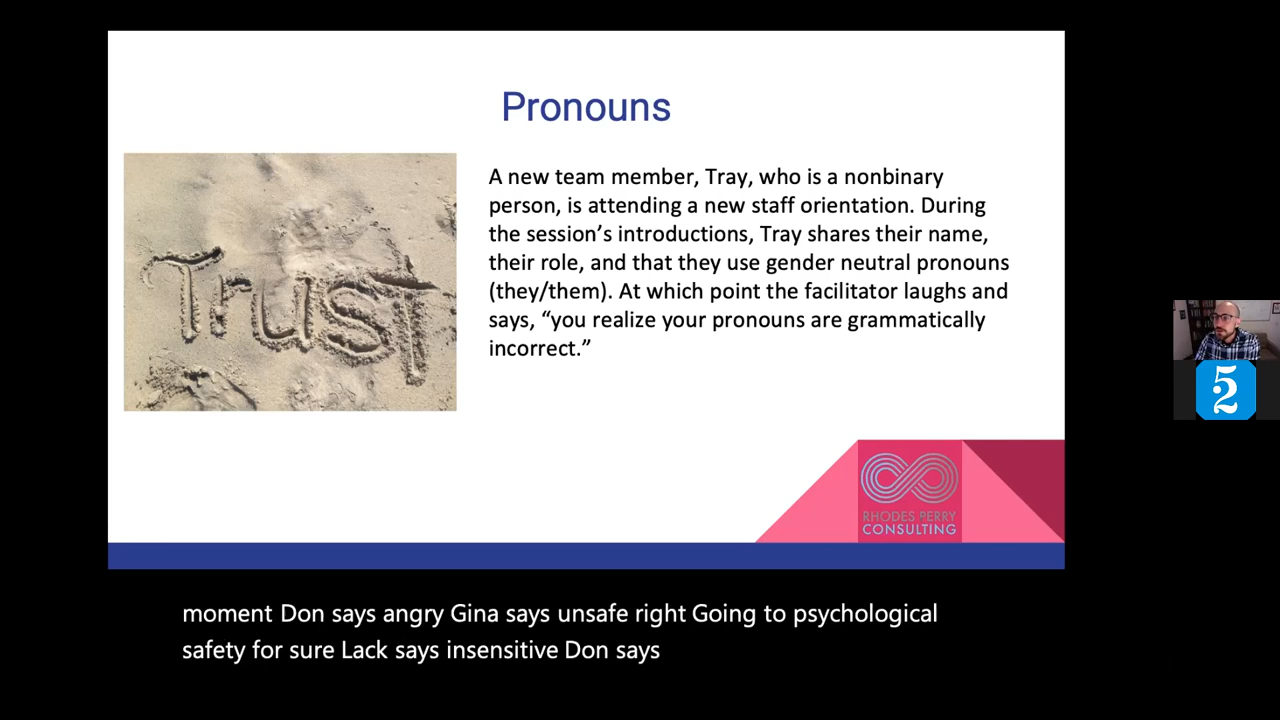 Pronouns
Trust
A new team member, Tray, who is a nonbinary
person, is attending a new staff orientation. During
the session’s introductions, Tray shares their name,
their role, and that they use gender neutral pronouns
(they/them). At which point the facilitator laughs and
says, “you realize your pronouns are grammatically
incorrect.”
RHODES PERRY
CONSULTING
52
moment Don says angry Gina says unsafe right Going to psychological
safety for sure Lack says insensitive Don says